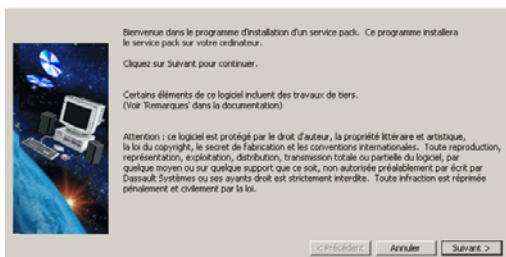 Bienvenue dans le programme d'installation d'un service pack. Ce programme installera
le service pack sur votre ordinateur.
Cliquez sur Suivant pour continuer.
Certains éléments de ce logiciel incluent des travaux de tiers.
(Voir 'Remarques' dans la documentation)
Attention : ce logiciel est protégé par le droit d'auteur, la propriété littéraire et artistique,
la loi du copyright, le secret de fabrication et les conventions internationales. Toute reproduction,
représentation, exploitation, distribution, transmission totale ou partielle du logiciel, par
quelque moyen ou sur quelque support que ce soit, non autorisée préalablement par écrit par
Dassault Systèmes ou ses ayants droit est strictement interdite. Toute infraction est réprimée
pénalement et civilement par la loi.
< Précédent Annuler Suivant >